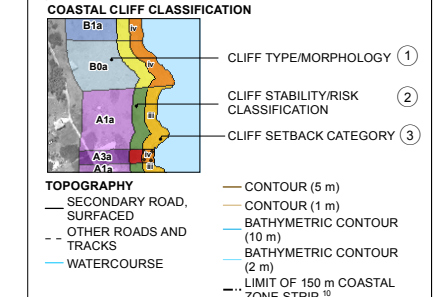 COASTAL CLIFF CLASSIFICATION
B1a
iv
B0a
iv
A1a
iii
A3a
iv
A1a
iii
CLIFF TYPE/MORPHOLOGY 1
CLIFF STABILITY/RISK
CLASSIFICATION 2
CLIFF SETBACK CATEGORY 3
TOPOGRAPHY
SECONDARY ROAD,
SURFACED
OTHER ROADS AND
TRACKS
WATERCOURSE
CONTOUR (5 m)
CONTOUR (1 m)
BATHYMETRIC CONTOUR
(10 m)
BATHYMETRIC CONTOUR
(2 m)
LIMIT OF 150 m COASTAL
ZONE STRIP 10